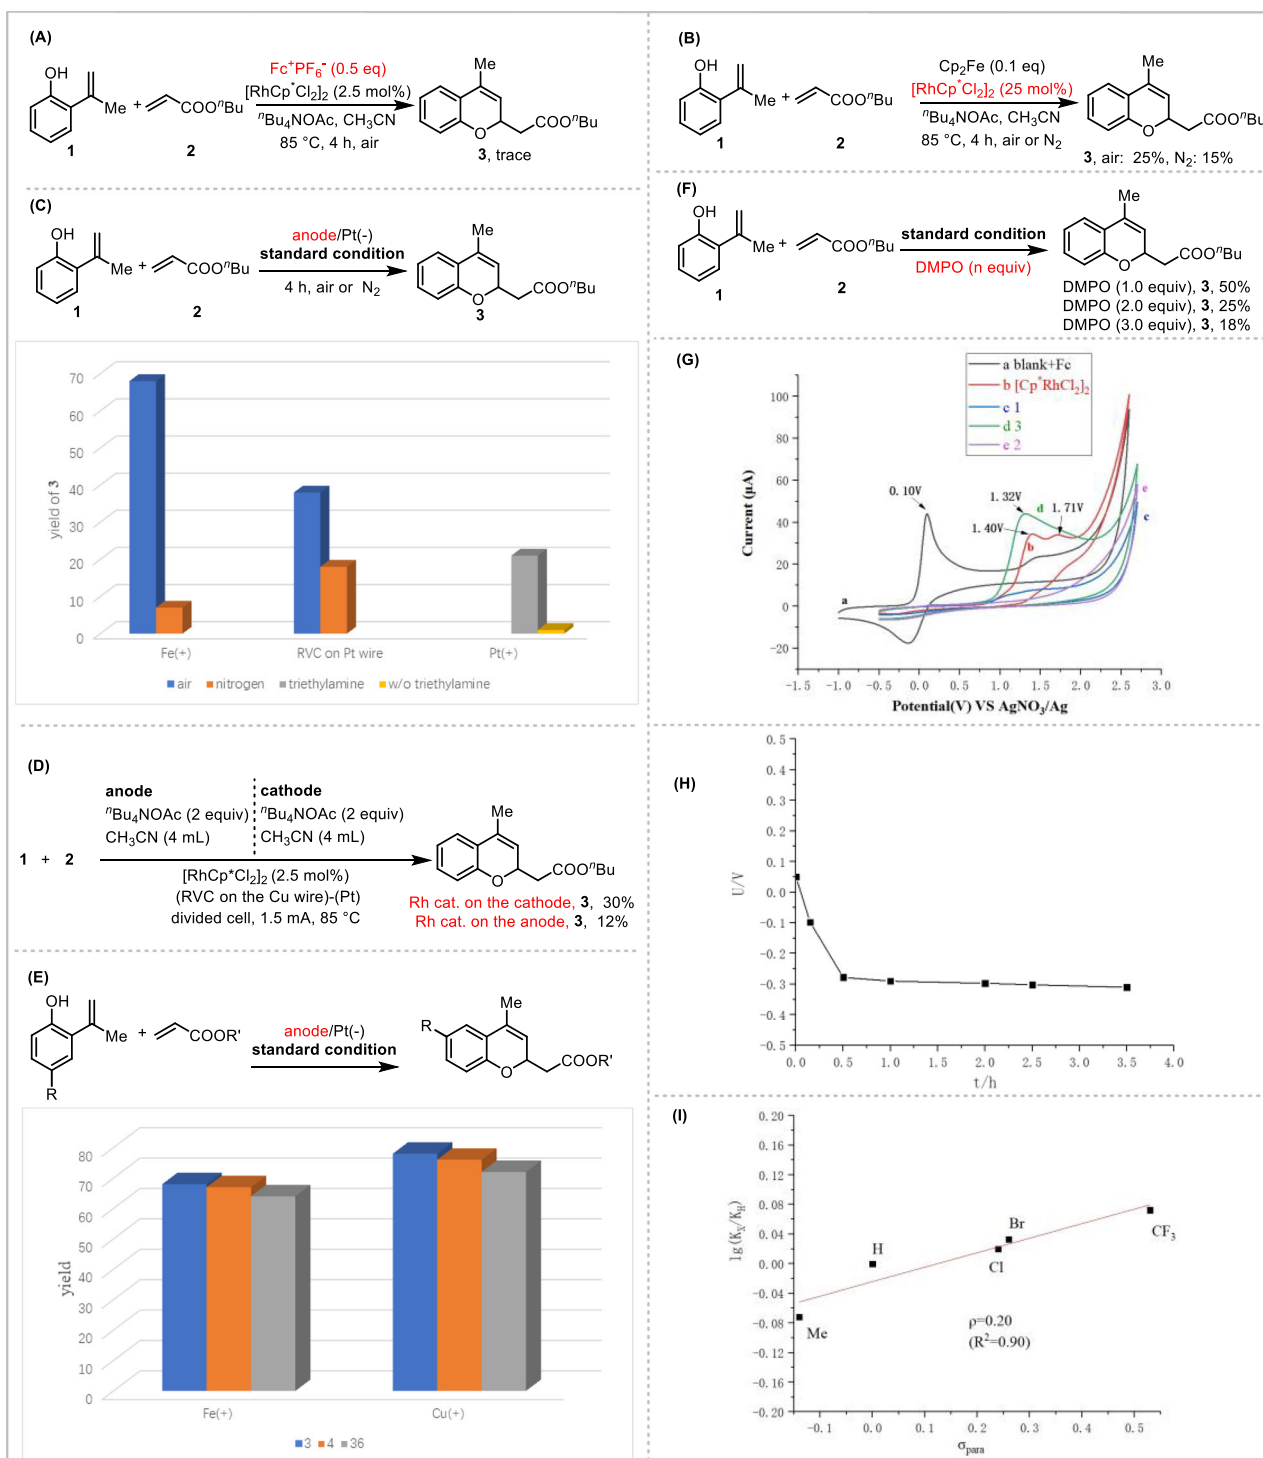 (A)
OH
Me
1
+
COOⁿBu
2
Fc⁺PF₆⁻ (0.5 eq)
[RhCp*Cl₂]₂ (2.5 mol%)
ⁿBu₄NOAc, CH₃CN
85 °C, 4 h, air
Me
O
COOⁿBu
3, trace
(B)
OH
Me
1
+
COOⁿBu
2
Cp₂Fe (0.1 eq)
[RhCp*Cl₂]₂ (25 mol%)
ⁿBu₄NOAc, CH₃CN
85 °C, 4 h, air or N₂
Me
O
COOⁿBu
3, air: 25%, N₂: 15%
(C)
OH
Me
1
+
COOⁿBu
2
anode/Pt(-)
standard condition
4 h, air or N₂
Me
O
COOⁿBu
3
yield of 3
70
60
50
40
30
20
10
0
Fe(+)
RVC on Pt wire
Pt(+)
air nitrogen triethylamine w/o triethylamine
(F)
OH
Me
1
+
COOⁿBu
2
standard condition
DMPO (n equiv)
Me
O
COOⁿBu
DMPO (1.0 equiv), 3, 50%
DMPO (2.0 equiv), 3, 25%
DMPO (3.0 equiv), 3, 18%
(G)
a blank+Fc
b [Cp*RhCl₂]₂
c 1
d 3
e 2
Current (μA)
100
80
60
40
20
0
-20
0.10V
1.32V
1.40V
1.71V
a
b
d
e
c
-1.5 -1.0 -0.5 0.0 0.5 1.0 1.5 2.0 2.5 3.0
Potential(V) VS AgNO₃/Ag
(D)
anode
ⁿBu₄NOAc (2 equiv)
CH₃CN (4 mL)
cathode
ⁿBu₄NOAc (2 equiv)
CH₃CN (4 mL)
1 + 2
[RhCp*Cl₂]₂ (2.5 mol%)
(RVC on the Cu wire)-(Pt)
divided cell, 1.5 mA, 85 °C
Me
O
COOⁿBu
Rh cat. on the cathode, 3, 30%
Rh cat. on the anode, 3, 12%
(H)
U/V
0.5
0.4
0.3
0.2
0.1
0.05
0.0
-0.1
-0.2
-0.3
-0.4
-0.5
0.0 0.5 1.0 1.5 2.0 2.5 3.0 3.5 4.0
t/h
(E)
OH
Me
R
+
COOR'
anode/Pt(-)
standard condition
R
Me
O
COOR'
yield
80
70
60
50
40
30
20
10
0
Fe(+)
Cu(+)
3 4 36
(I)
lg(K_X/K_H)
0.20
0.16
0.12
0.08
0.04
0.00
-0.04
-0.08
-0.12
-0.16
-0.20
Me
H
Cl
Br
CF₃
ρ=0.20
(R²=0.90)
-0.1 0.0 0.1 0.2 0.3 0.4 0.5
σ_para